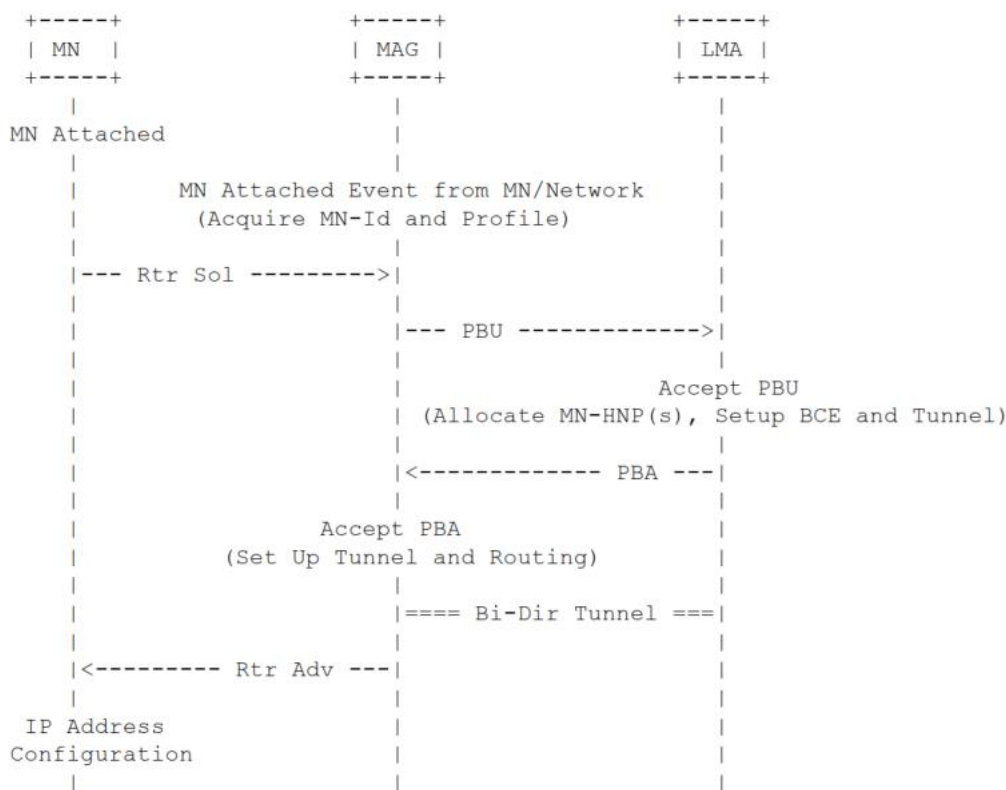 +-----+ +-----+ +-----+
| MN | | MAG | | LMA |
+-----+ +-----+ +-----+
MN Attached
MN Attached Event from MN/Network
(Acquire MN-Id and Profile)
|--- Rtr Sol --------->|
|--- PBU ------------->|
Accept PBU
(Allocate MN-HNP(s), Setup BCE and Tunnel)
|<------------- PBA ---|
Accept PBA
(Set Up Tunnel and Routing)
|==== Bi-Dir Tunnel ===|
|<--------- Rtr Adv ---|
IP Address
Configuration